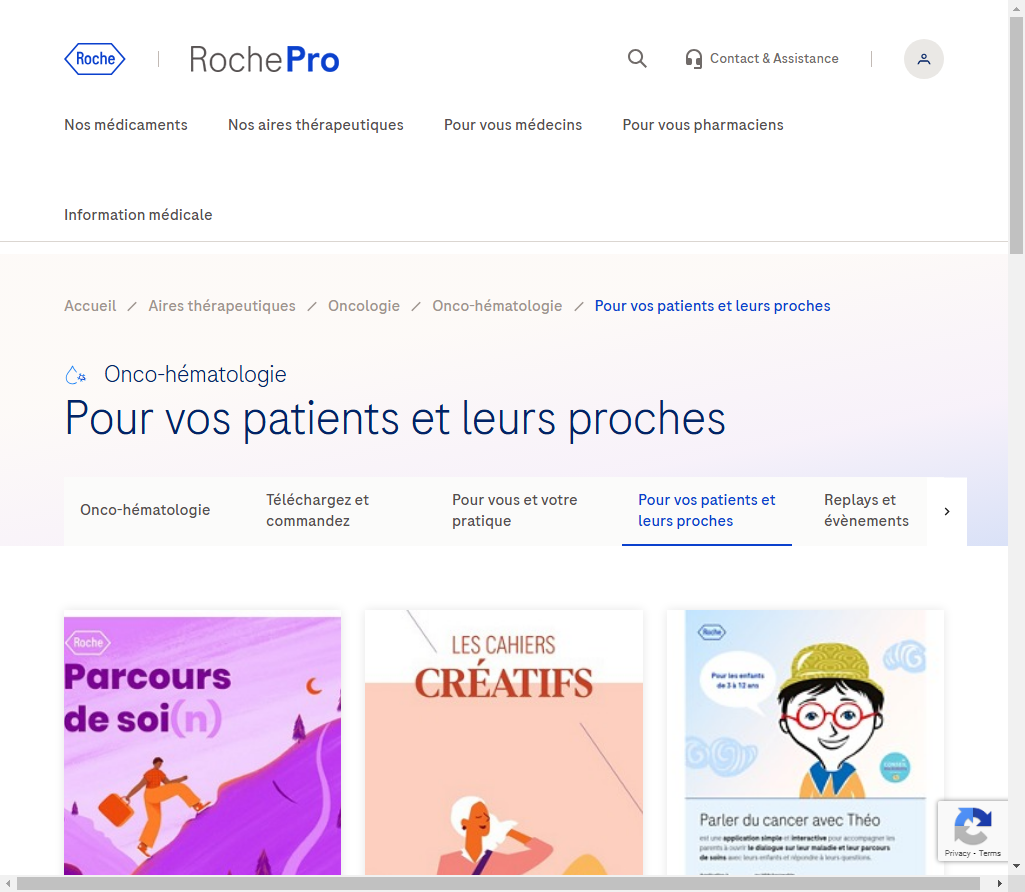 Roche
RochePro
Contact & Assistance
Nos médicaments
Nos aires thérapeutiques
Pour vous médecins
Pour vous pharmaciens
Information médicale
Accueil / Aires thérapeutiques / Oncologie / Onco-hématologie / Pour vos patients et leurs proches
Onco-hématologie
Pour vos patients et leurs proches
Onco-hématologie
Téléchargez et
commandez
Pour vous et votre
pratique
Pour vos patients et
leurs proches
Replays et
évènements
Roche
Parcours
de soi(n)
LES CAHIERS
CRÉATIFS
Roche
Pour les enfants
de 3 à 12 ans
CONSEIL
Parler du cancer avec Théo
est une application simple et interactive pour accompagner les
parents à ouvrir le dialogue sur leur maladie et leur parcours
de soins avec leurs enfants et répondre à leurs questions.
Privacy - Terms